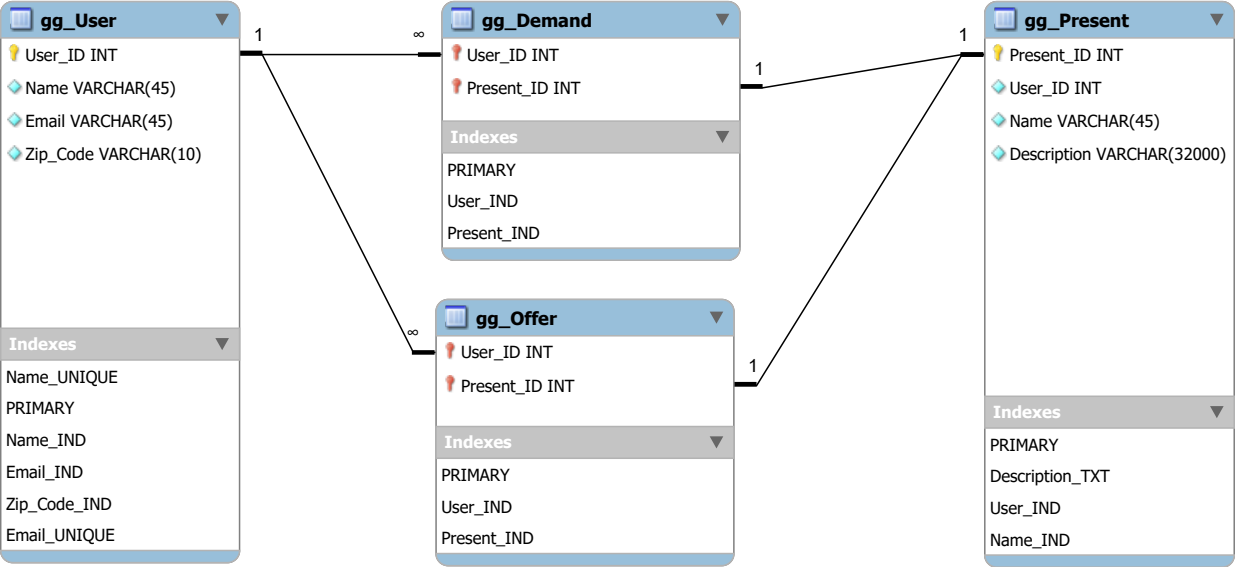 gg_User
User_ID INT
Name VARCHAR(45)
Email VARCHAR(45)
Zip_Code VARCHAR(10)
Indexes
Name_UNIQUE
PRIMARY
Name_IND
Email_IND
Zip_Code_IND
Email_UNIQUE
1
∞
∞
gg_Demand
User_ID INT
Present_ID INT
Indexes
PRIMARY
User_IND
Present_IND
gg_Offer
User_ID INT
Present_ID INT
Indexes
PRIMARY
User_IND
Present_IND
1
1
1
gg_Present
Present_ID INT
User_ID INT
Name VARCHAR(45)
Description VARCHAR(32000)
Indexes
PRIMARY
Description_TXT
User_IND
Name_IND